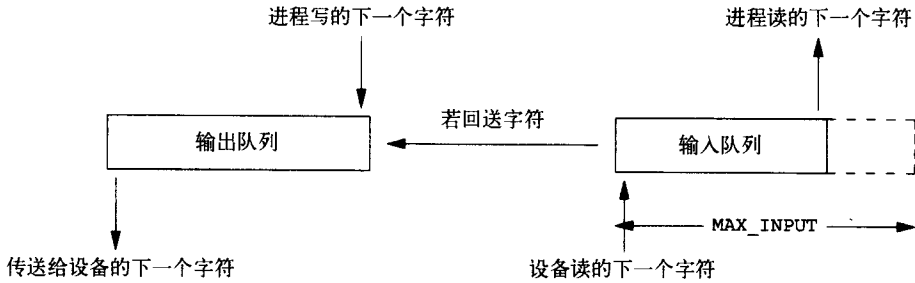 进程写的下一个字符
进程读的下一个字符
输出队列
若回送字符
输入队列
MAX_INPUT
传送给设备的下一个字符
设备读的下一个字符